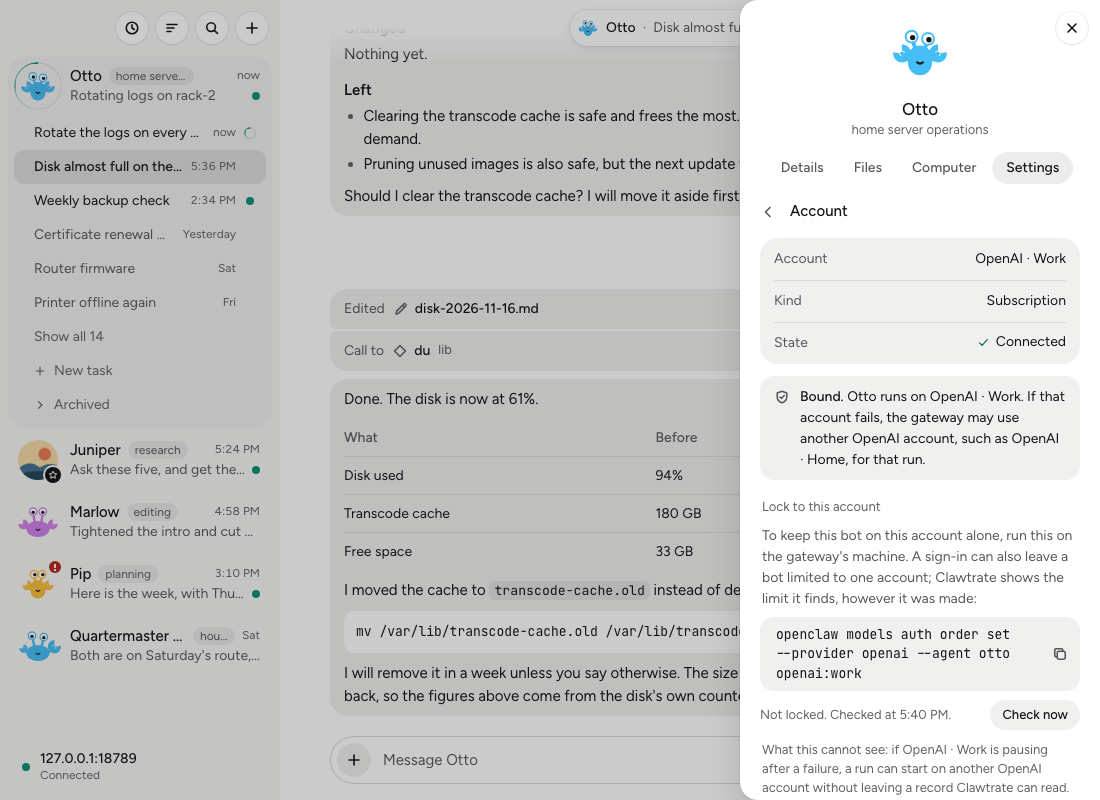 Otto
home serve...
now
Rotating logs on rack-2
Rotate the logs on every ...
now
Disk almost full on the...
5:36 PM
Weekly backup check
2:34 PM
Certificate renewal ...
Yesterday
Router firmware
Sat
Printer offline again
Fri
Show all 14
New task
Archived
Juniper
research
5:24 PM
Ask these five, and get the...
Marlow
editing
4:58 PM
Tightened the intro and cut ...
Pip
planning
3:10 PM
Here is the week, with Thu...
Quartermaster ...
hou...
Sat
Both are on Saturday's route,...
127.0.0.1:18789
Connected
Otto · Disk almost fu
Changed
Nothing yet.
Left
Clearing the transcode cache is safe and frees the most.
demand.
Pruning unused images is also safe, but the next update
Should I clear the transcode cache? I will move it aside first
Edited
disk-2026-11-16.md
Call to
du
lib
Done. The disk is now at 61%.
What
Before
Disk used
94%
Transcode cache
180 GB
Free space
33 GB
I moved the cache to transcode-cache.old instead of de
mv /var/lib/transcode-cache.old /var/lib/transcod
I will remove it in a week unless you say otherwise. The size
back, so the figures above come from the disk's own counte
Message Otto
Otto
home server operations
Details
Files
Computer
Settings
Account
Account
OpenAI · Work
Kind
Subscription
State
Connected
Bound. Otto runs on OpenAI · Work. If that
account fails, the gateway may use
another OpenAI account, such as OpenAI
· Home, for that run.
Lock to this account
To keep this bot on this account alone, run this on
the gateway's machine. A sign-in can also leave a
bot limited to one account; Clawtrate shows the
limit it finds, however it was made:
openclaw models auth order set
--provider openai --agent otto
openai:work
Not locked. Checked at 5:40 PM.
Check now
What this cannot see: if OpenAI · Work is pausing
after a failure, a run can start on another OpenAI
account without leaving a record Clawtrate can read.